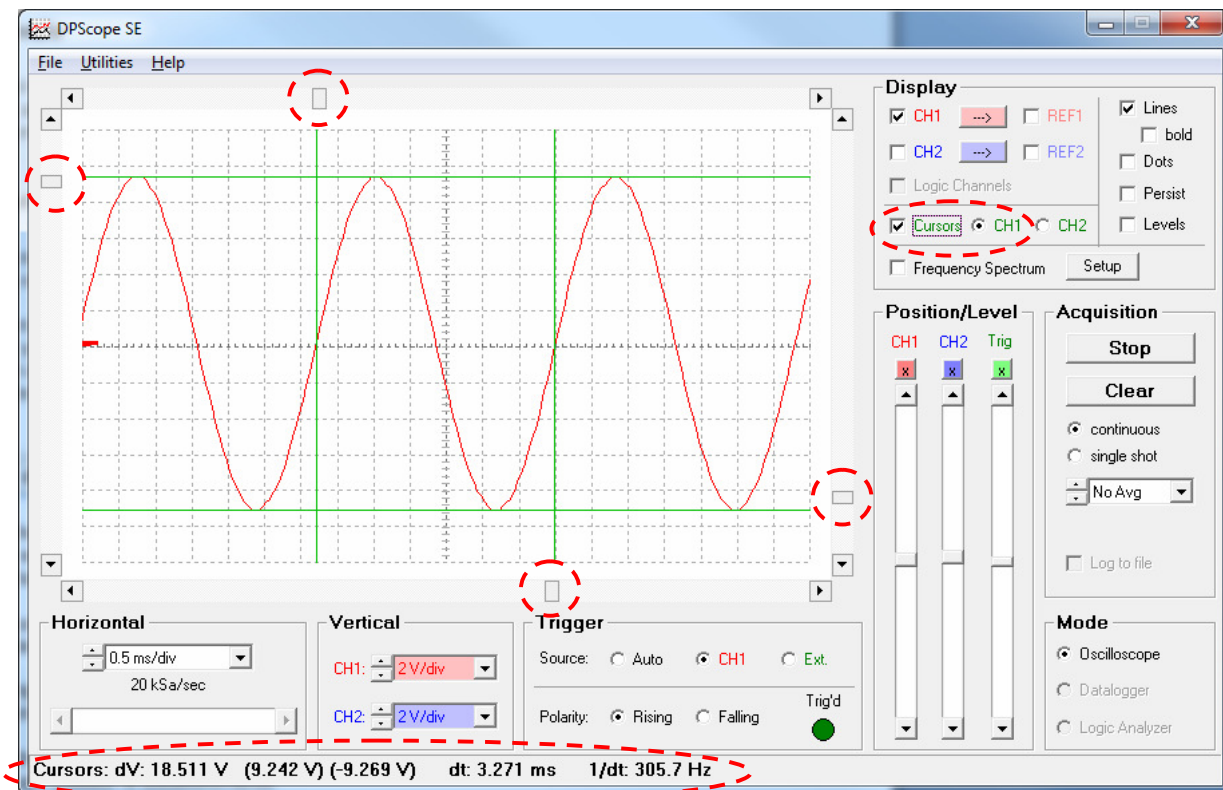 DPScope SE
File Utilities Help
Display
CH1 ---> REF1
CH2 ---> REF2
Logic Channels
Cursors CH1 CH2
Frequency Spectrum Setup
Lines
bold
Dots
Persist
Levels
Position/Level
CH1 CH2 Trig
x x x
Acquisition
Stop
Clear
continuous
single shot
No Avg
Log to file
Horizontal
0.5 ms/div
20 kSa/sec
Vertical
CH1: 2 V/div
CH2: 2 V/div
Trigger
Source: Auto CH1 Ext.
Polarity: Rising Falling
Trig'd
Mode
Oscilloscope
Datalogger
Logic Analyzer
Cursors: dV: 18.511 V (9.242 V) (-9.269 V) dt: 3.271 ms 1/dt: 305.7 Hz